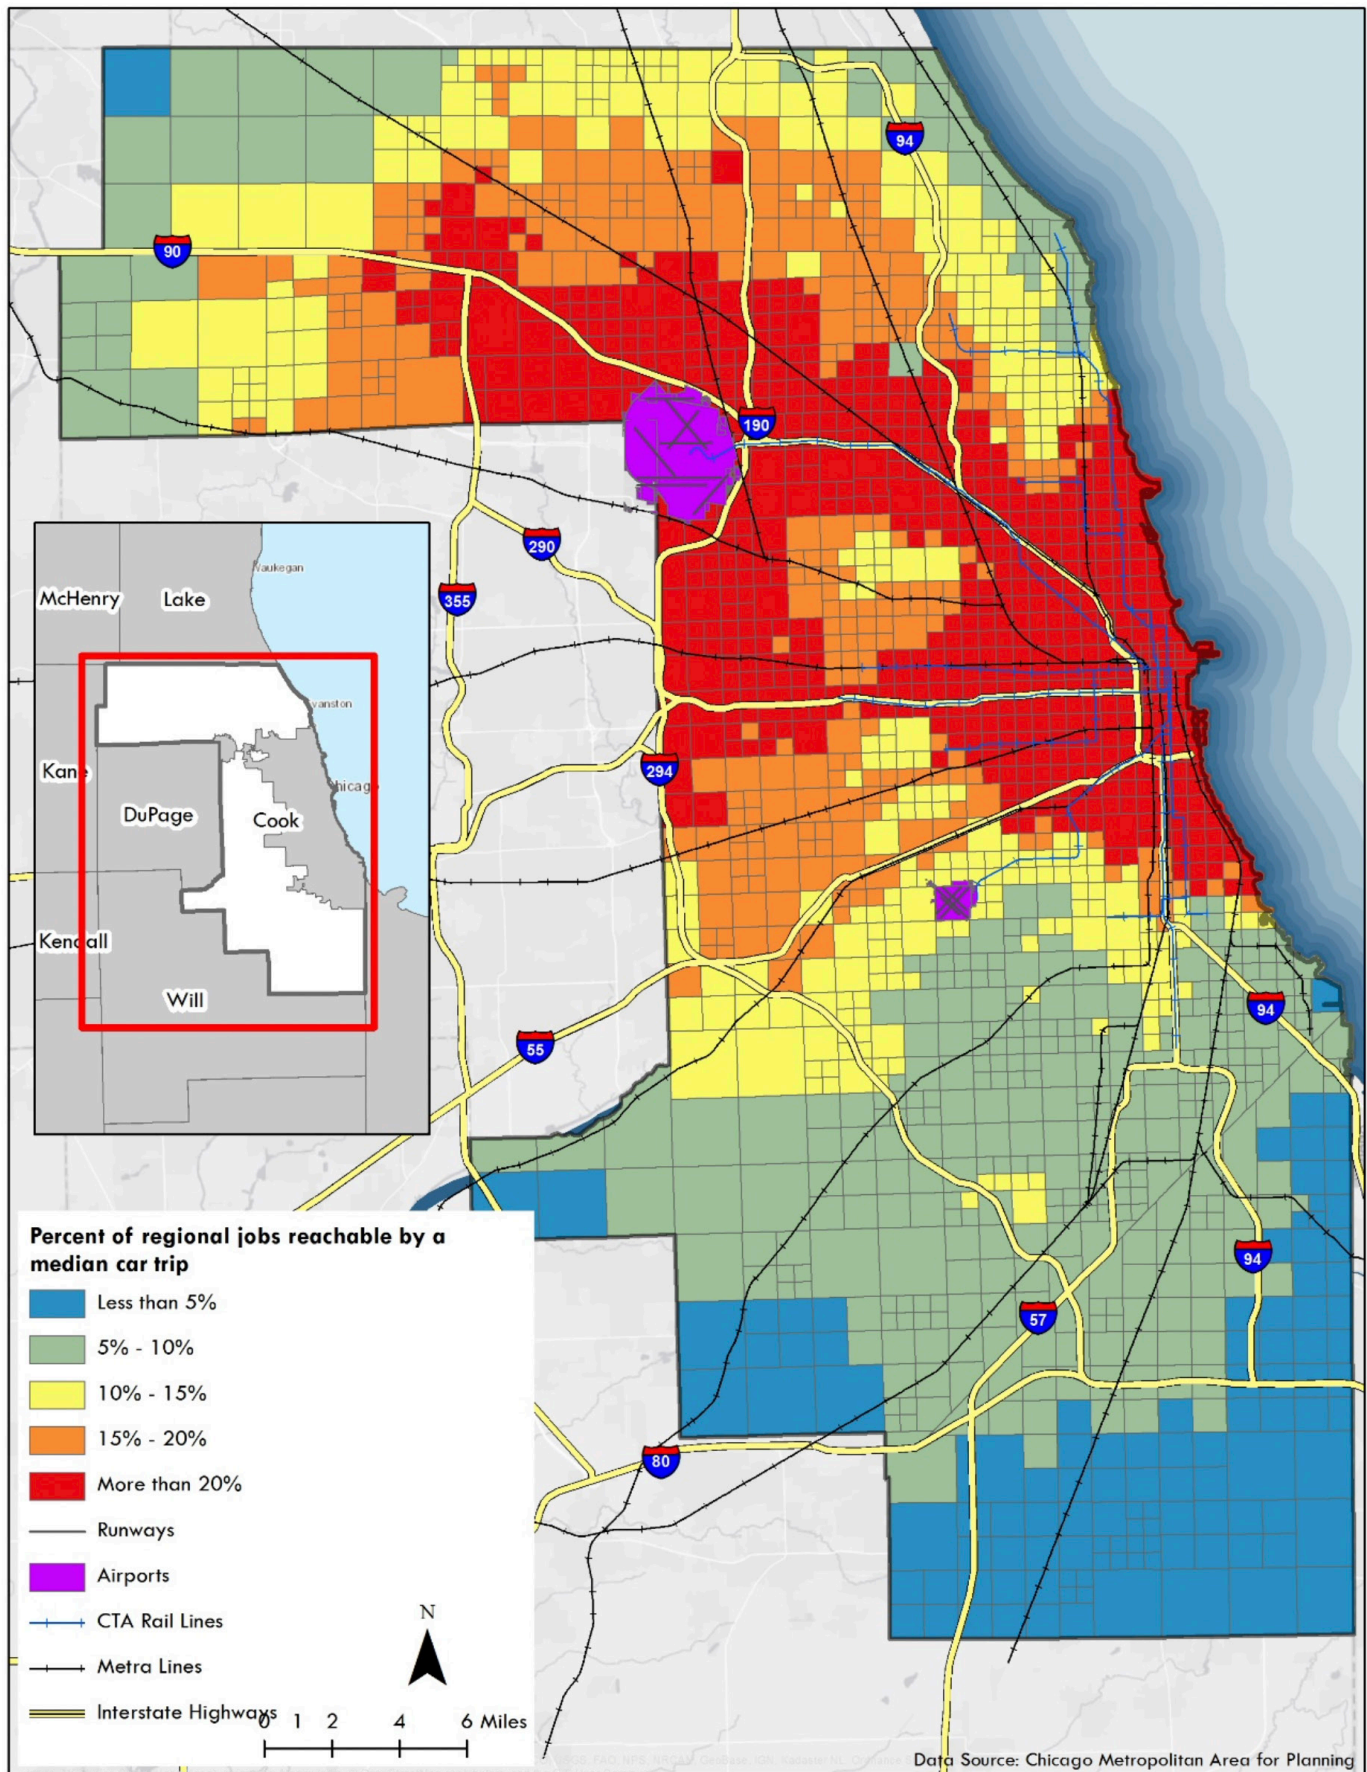 94
90
190
290
355
294
94
55
94
57
80
Waukegan
McHenry
Lake
vanston
Kane
hicago
DuPage
Cook
Kendall
Will
Percent of regional jobs reachable by a
median car trip
Less than 5%
5% - 10%
10% - 15%
15% - 20%
More than 20%
Runways
Airports
CTA Rail Lines
Metra Lines
Interstate Highways
N
0 1 2 4 6 Miles
Data Source: Chicago Metropolitan Area for Planning